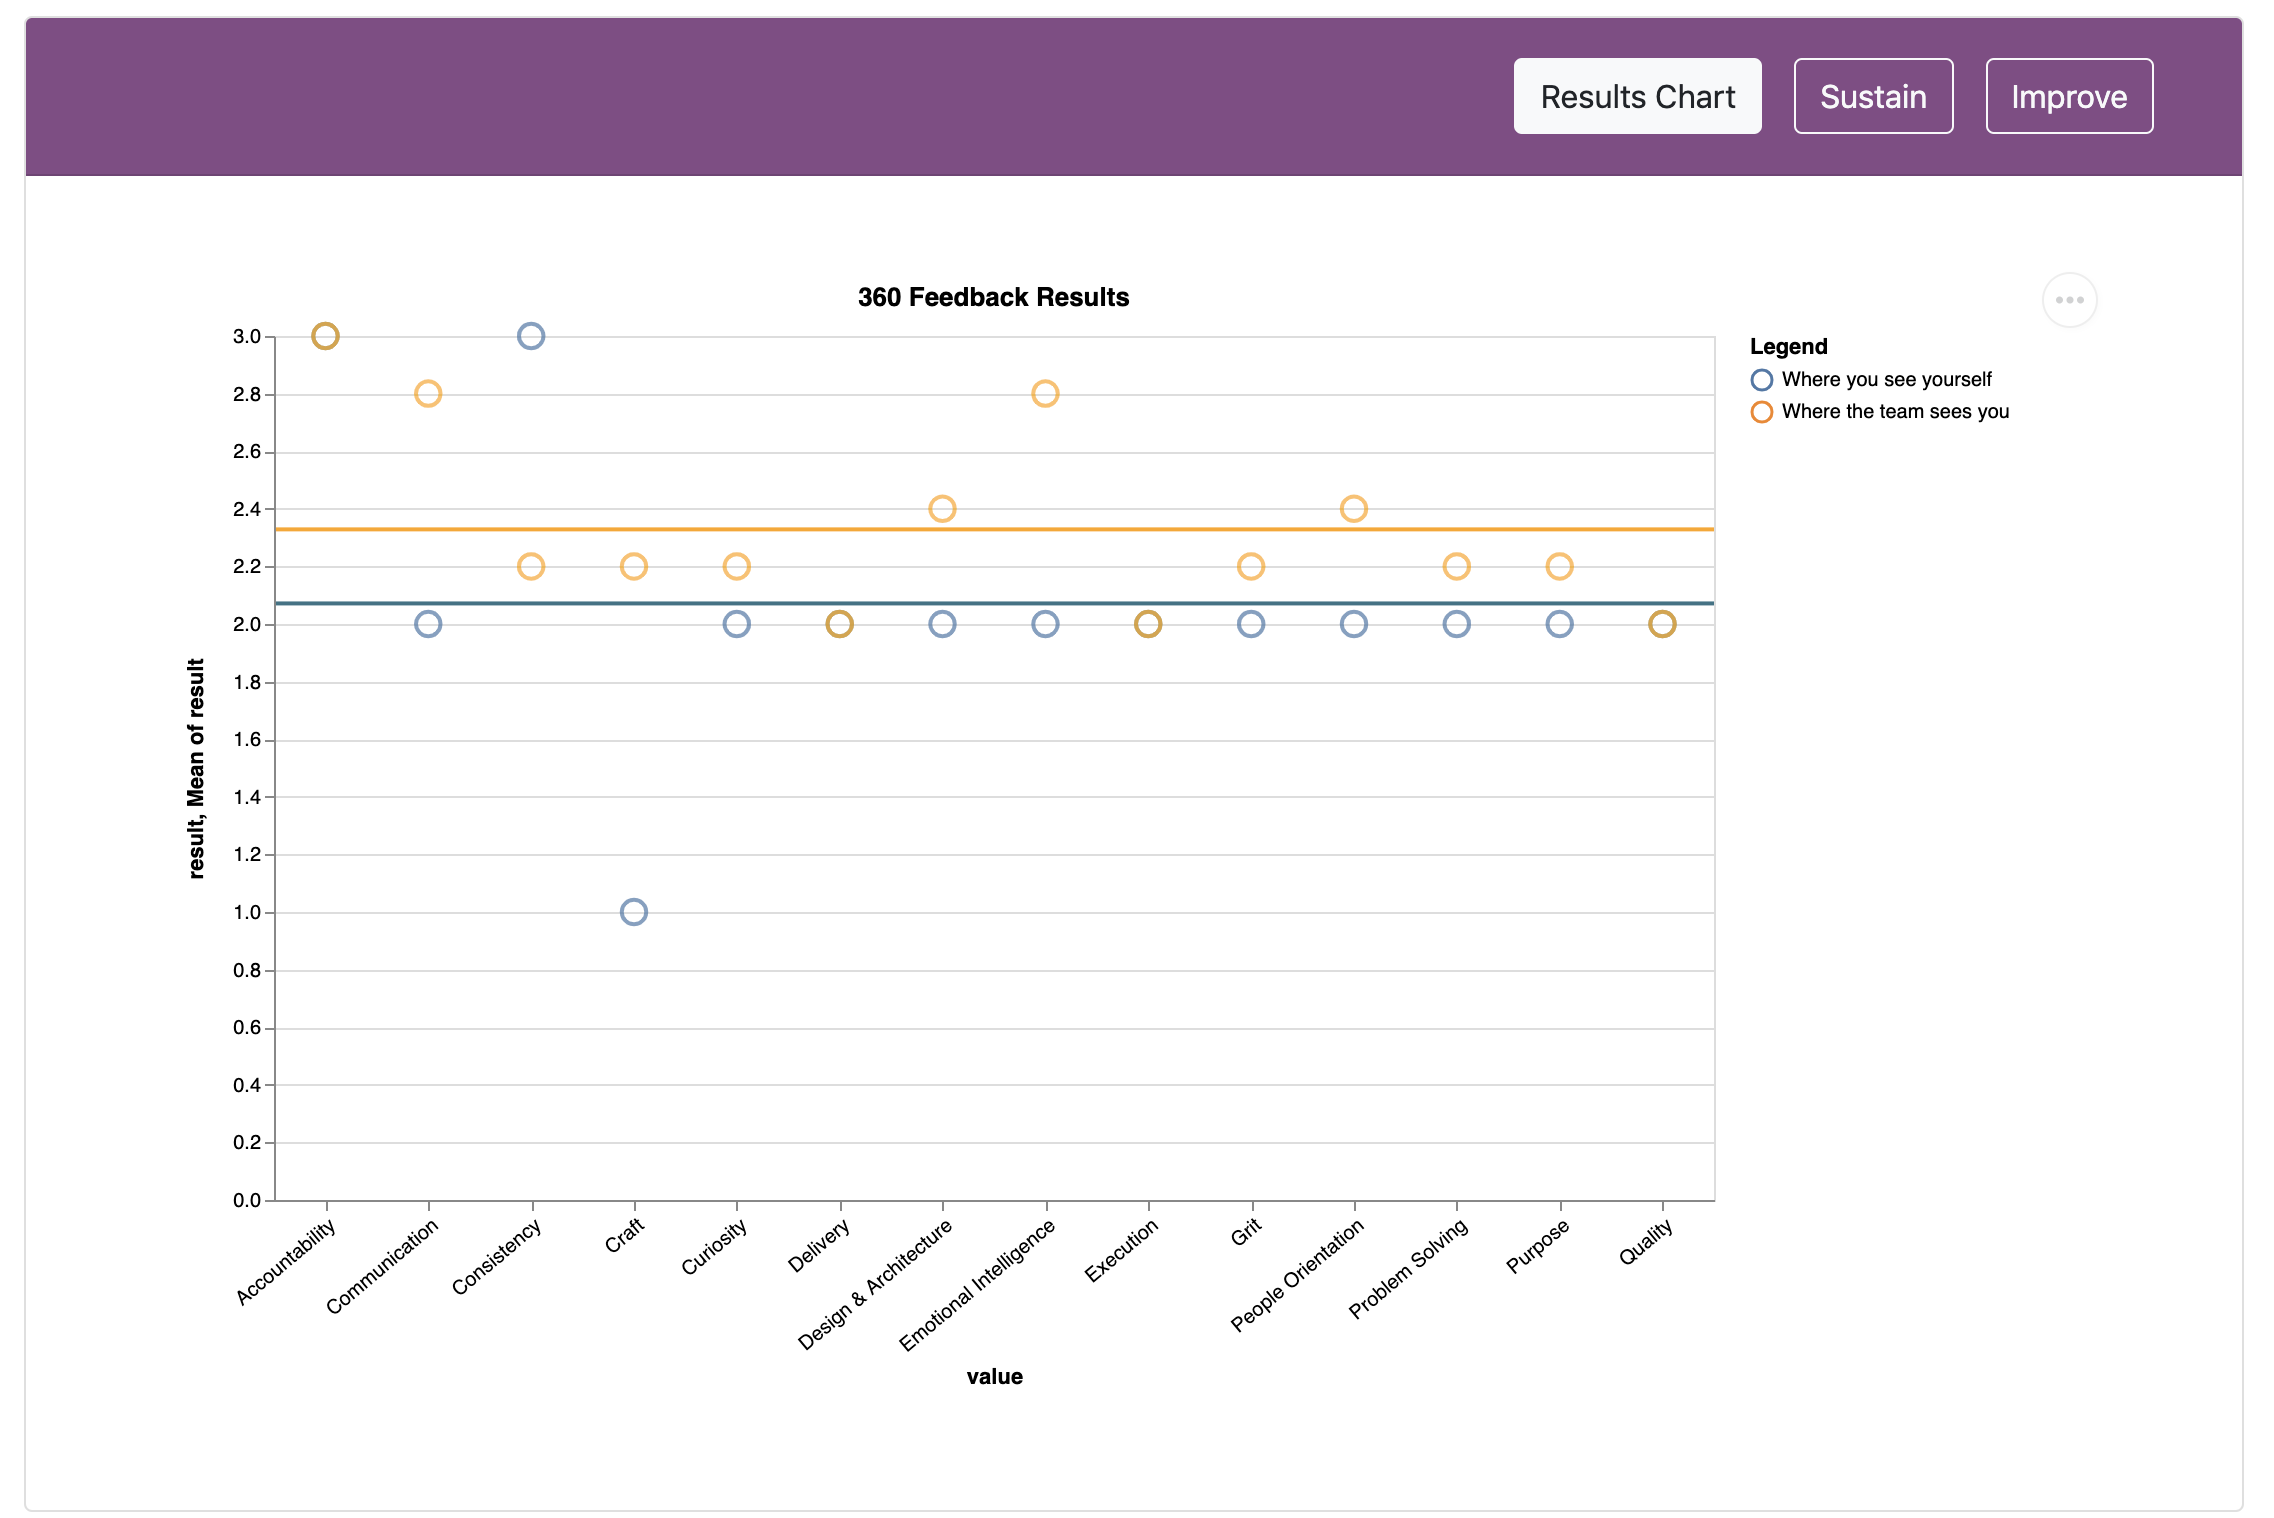 Results Chart
Sustain
Improve
360 Feedback Results
Legend
Where you see yourself
Where the team sees you
3.0
2.8
2.6
2.4
2.2
2.0
1.8
1.6
1.4
1.2
1.0
0.8
0.6
0.4
0.2
0.0
result, Mean of result
Accountability
Communication
Consistency
Craft
Curiosity
Delivery
Design & Architecture
Emotional Intelligence
Execution
Grit
People Orientation
Problem Solving
Purpose
Quality
value